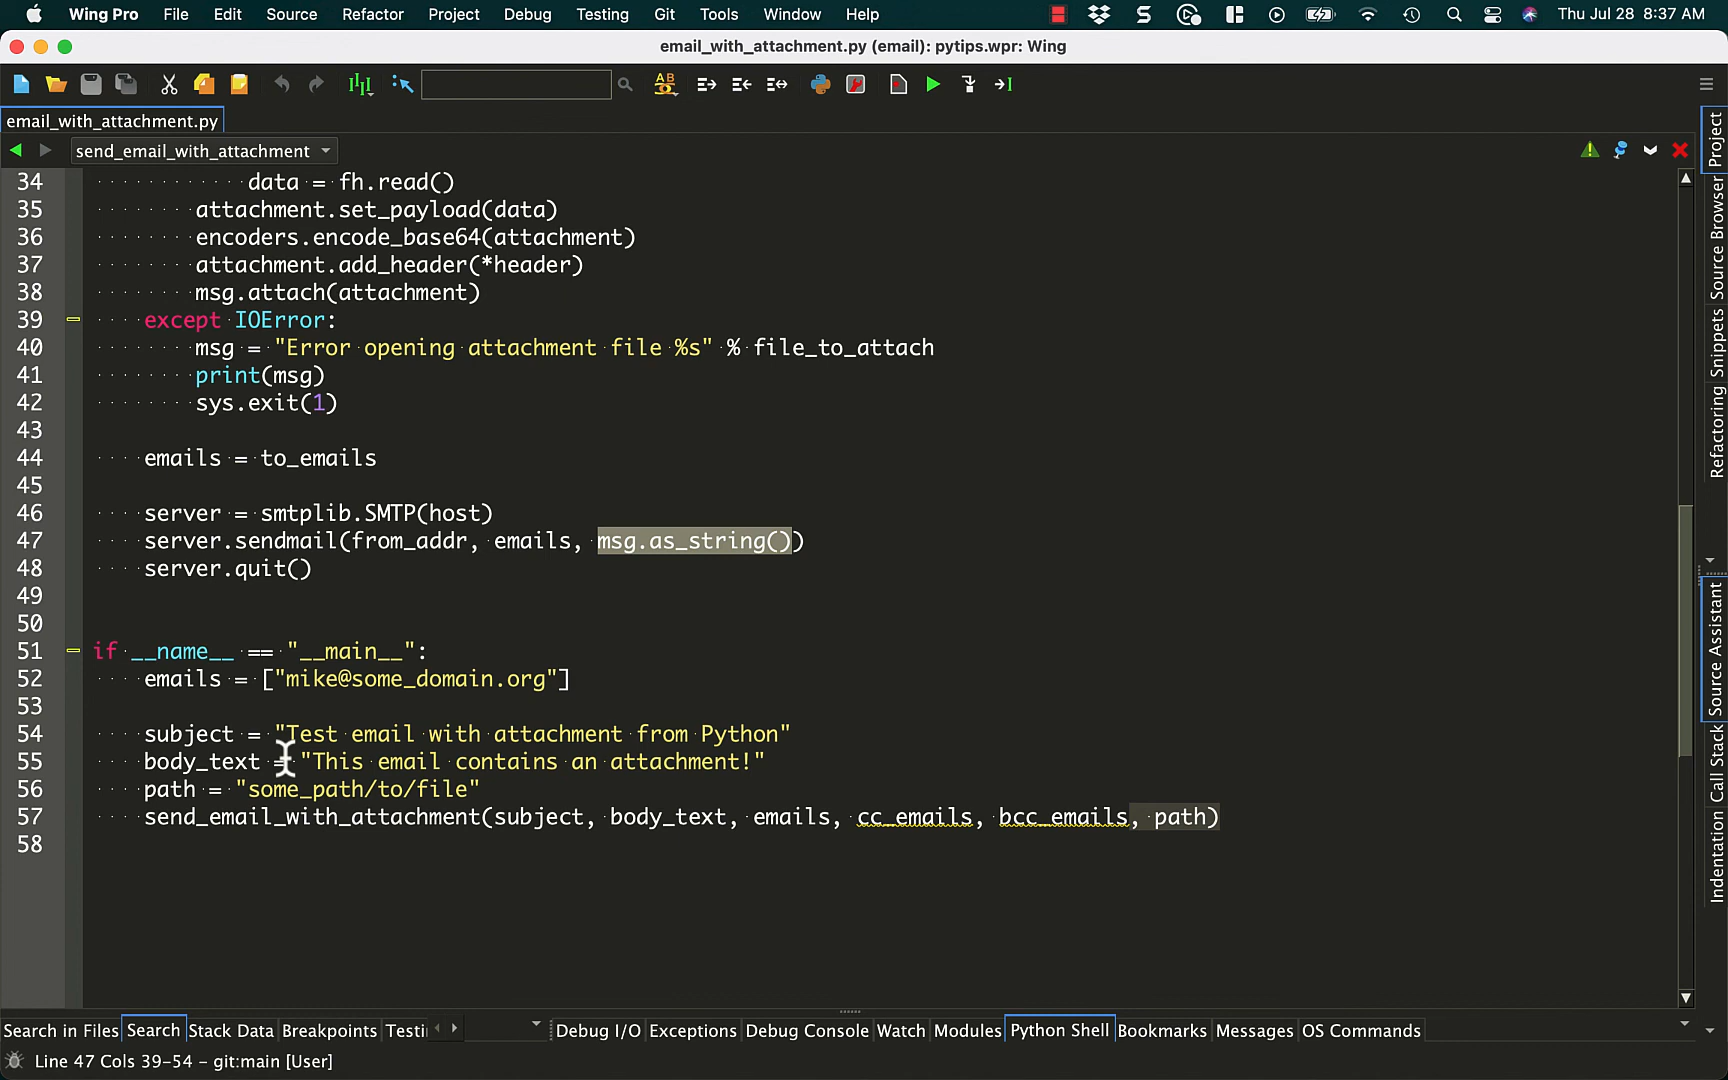 Wing Pro File Edit Source Refactor Project Debug Testing Git Tools Window Help Thu Jul 28 8:37 AM
email_with_attachment.py (email): pytips.wpr: Wing
email_with_attachment.py
send_email_with_attachment
34 data = fh.read()
35 attachment.set_payload(data)
36 encoders.encode_base64(attachment)
37 attachment.add_header(*header)
38 msg.attach(attachment)
39 except IOError:
40 msg = "Error opening attachment file %s" % file_to_attach
41 print(msg)
42 sys.exit(1)
43
44 emails = to_emails
45
46 server = smtplib.SMTP(host)
47 server.sendmail(from_addr, emails, msg.as_string())
48 server.quit()
49
50
51 if __name__ == "__main__":
52 emails = ["mike@some_domain.org"]
53
54 subject = "Test email with attachment from Python"
55 body_text = "This email contains an attachment!"
56 path = "some_path/to/file"
57 send_email_with_attachment(subject, body_text, emails, cc_emails, bcc_emails, path)
58
Project
Source Browser
Snippets
Refactoring
Source Assistant
Call Stack
Indentation
Search in Files Search Stack Data Breakpoints Testi Debug I/O Exceptions Debug Console Watch Modules Python Shell Bookmarks Messages OS Commands
Line 47 Cols 39-54 - git:main [User]